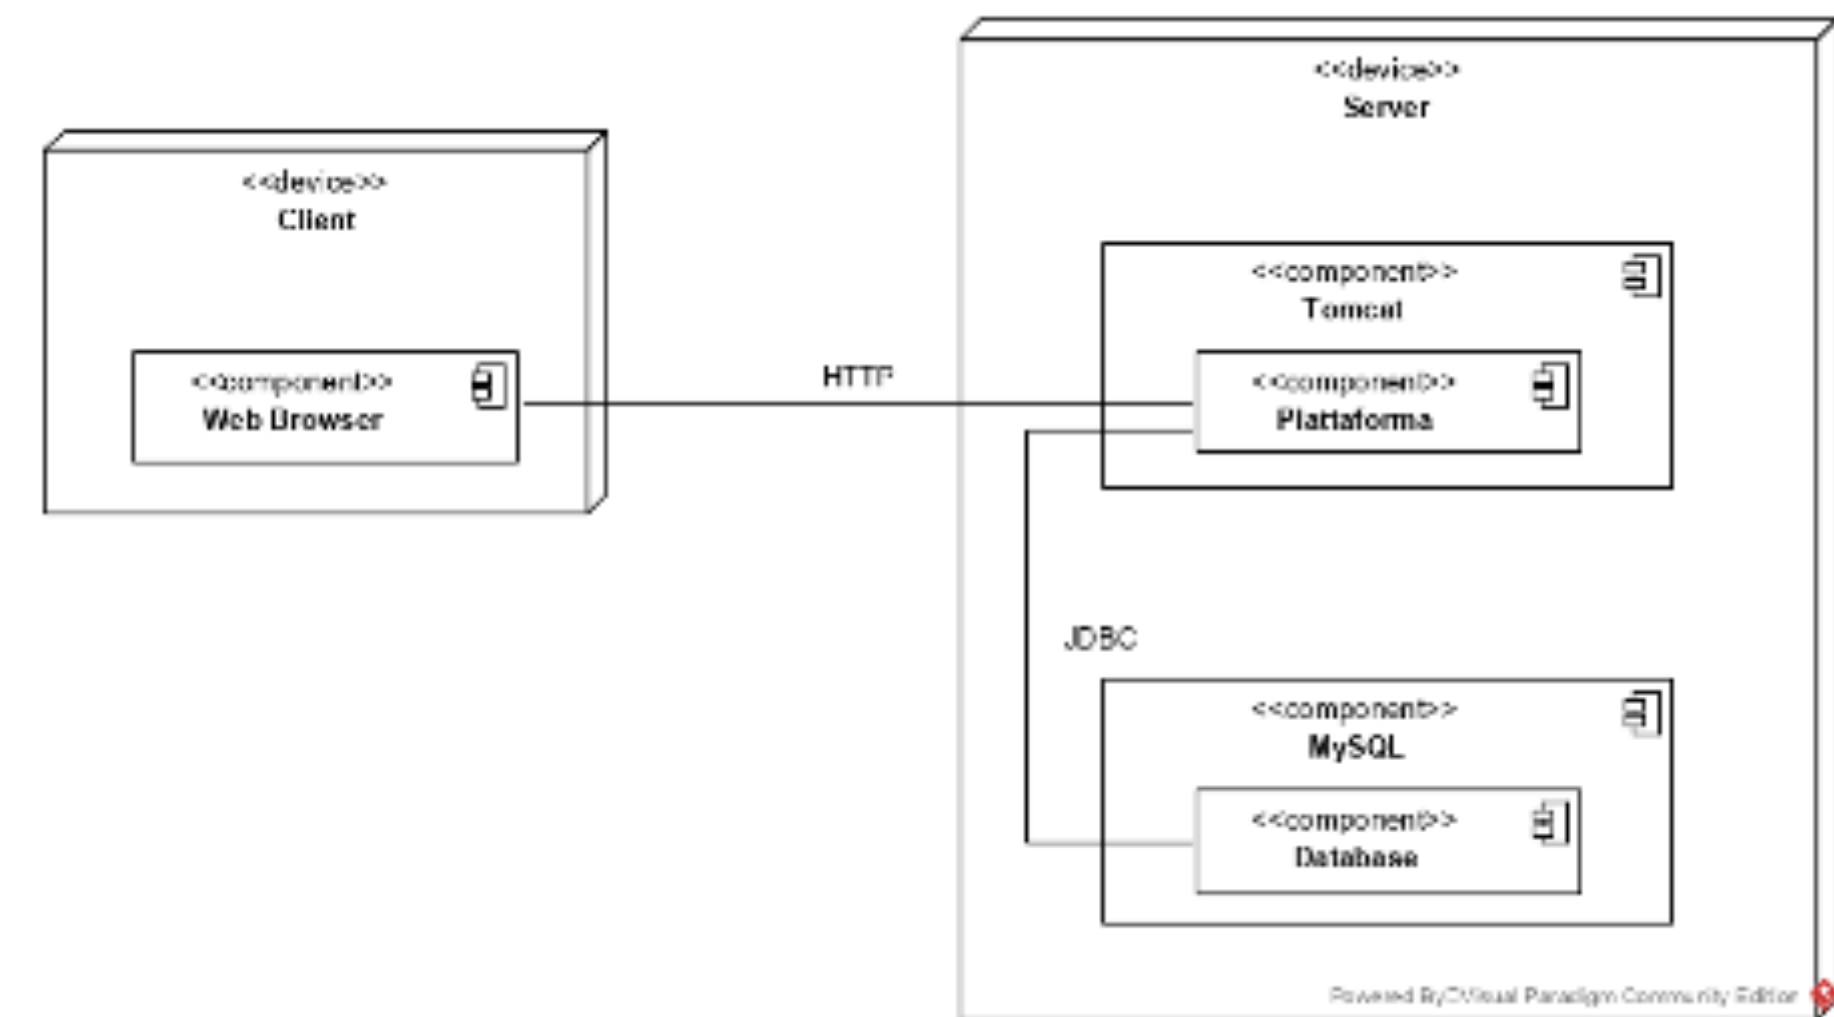 <<device>>
Server
<<device>>
Client
<<component>>
Tomcat
<<component>>
Web Browser
HTTP
<<component>>
Plattaforma
JDBC
<<component>>
MySQL
<<component>>
Database
Powered By Visual Paradigm Community Edition